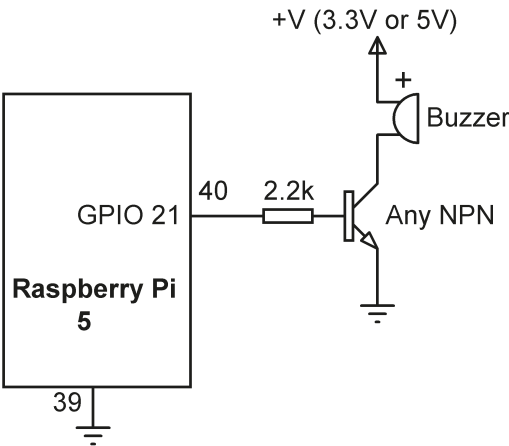 +V (3.3V or 5V)
+
Buzzer
40
2.2k
GPIO 21
Any NPN
Raspberry Pi
5
39